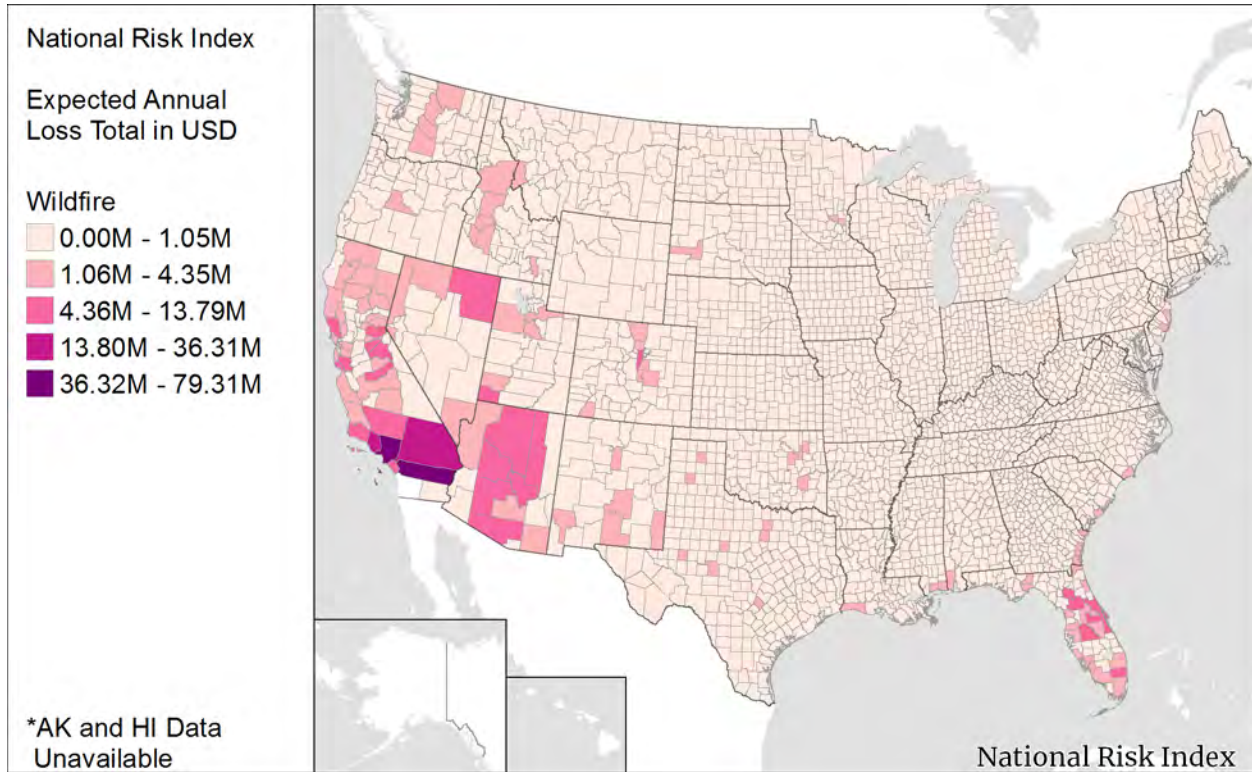 National Risk Index
Expected Annual
Loss Total in USD
Wildfire
0.00M - 1.05M
1.06M - 4.35M
4.36M - 13.79M
13.80M - 36.31M
36.32M - 79.31M
*AK and HI Data
Unavailable
National Risk Index